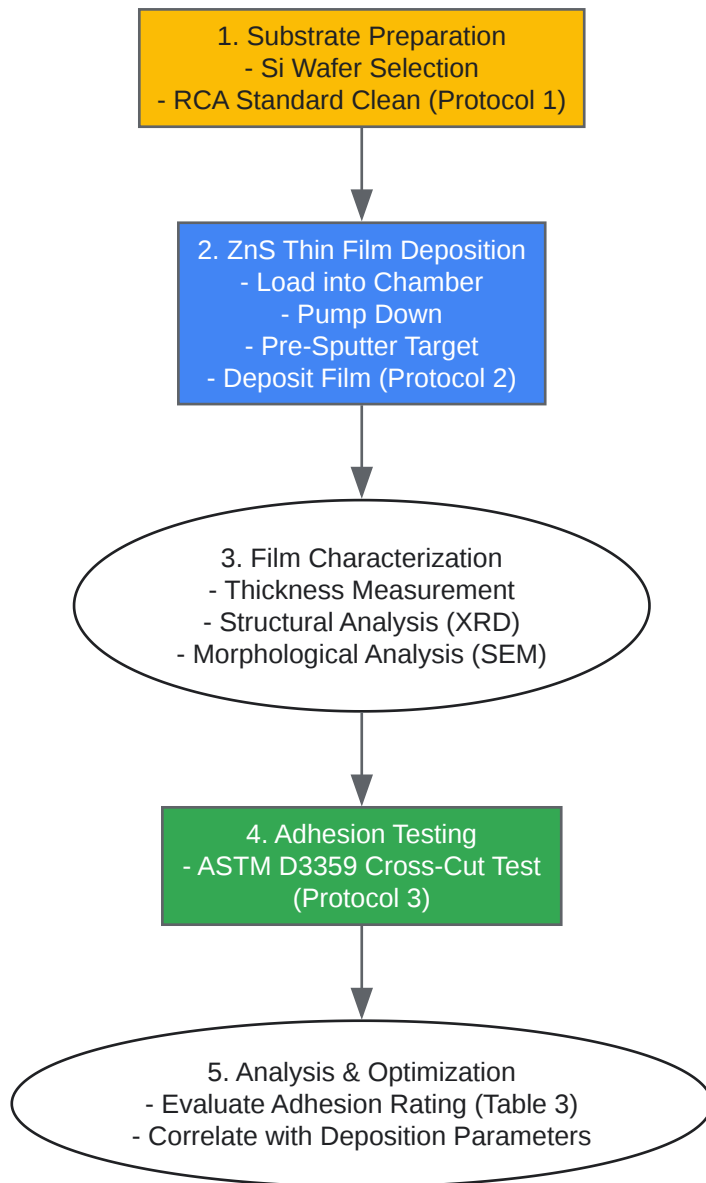 1. Substrate Preparation
- Si Wafer Selection
- RCA Standard Clean (Protocol 1)
2. ZnS Thin Film Deposition
- Load into Chamber
- Pump Down
- Pre-Sputter Target
- Deposit Film (Protocol 2)
3. Film Characterization
- Thickness Measurement
- Structural Analysis (XRD)
- Morphological Analysis (SEM)
4. Adhesion Testing
- ASTM D3359 Cross-Cut Test
(Protocol 3)
5. Analysis & Optimization
- Evaluate Adhesion Rating (Table 3)
- Correlate with Deposition Parameters